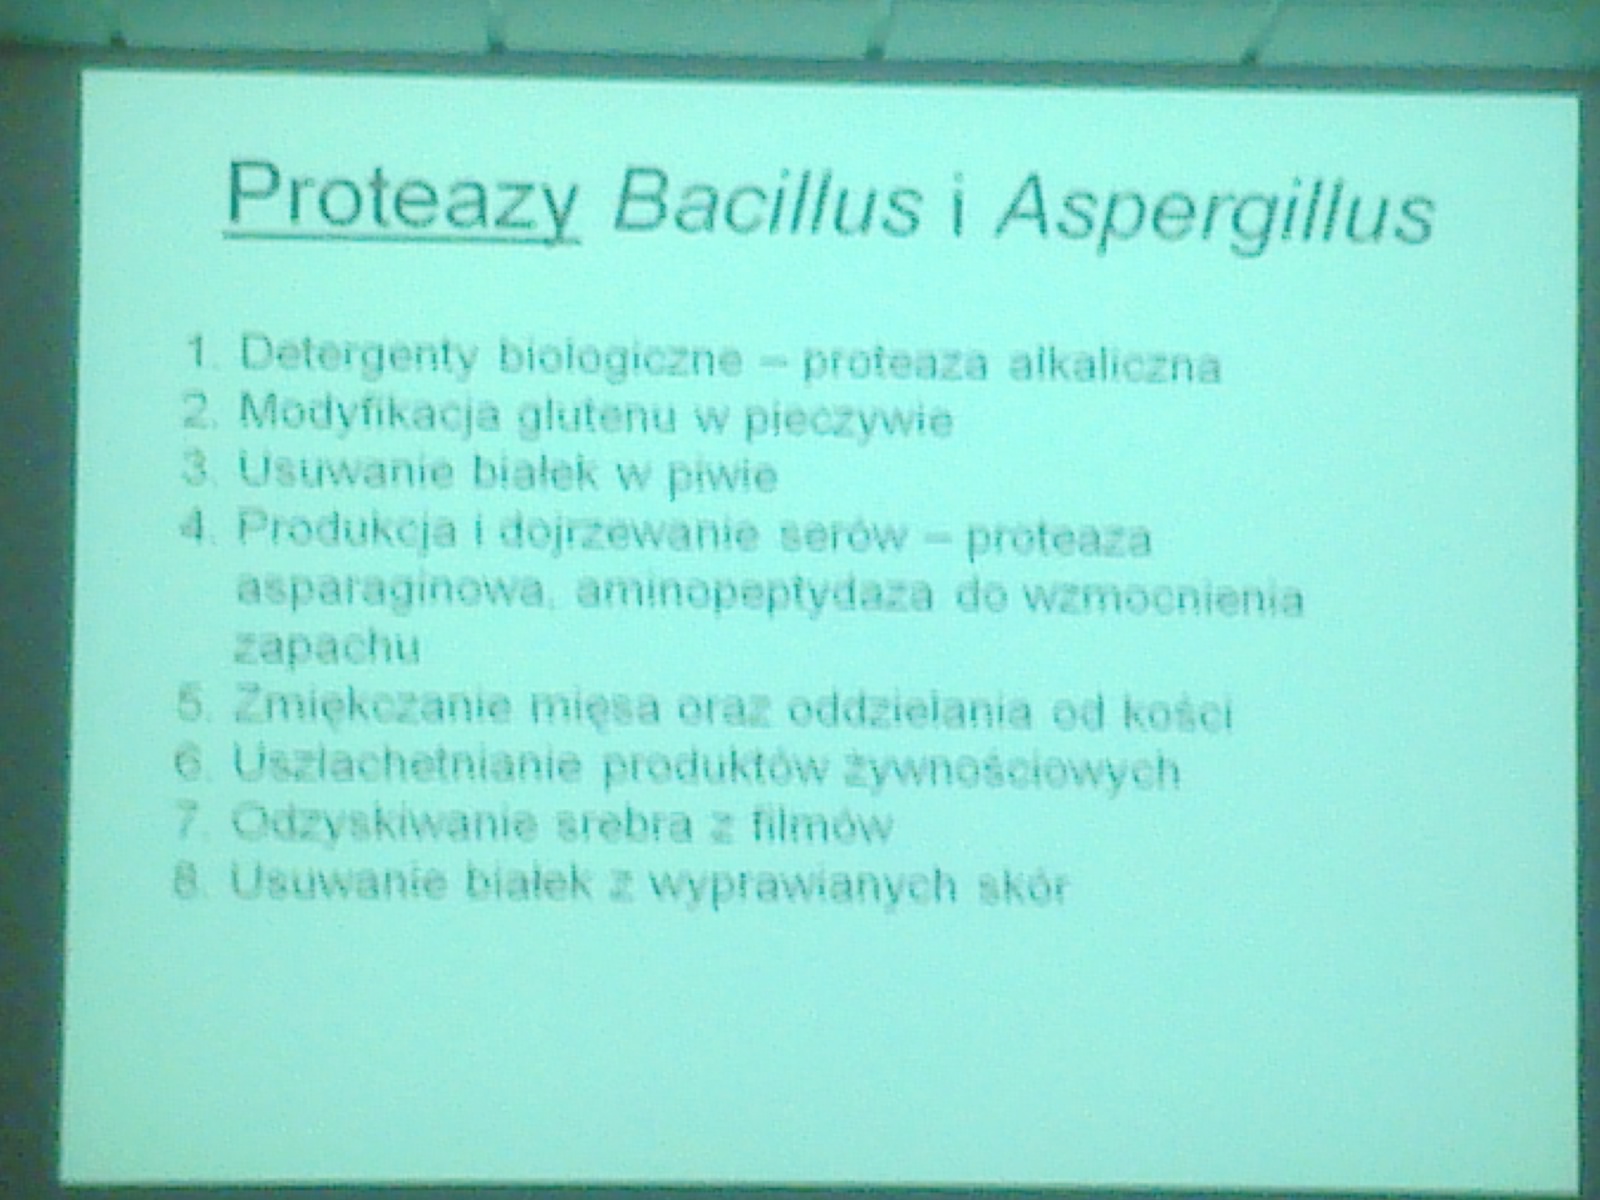 Proteazy Bacillus i Aspergillus
1. Detergenty biologiczne – proteaza alkaliczna
2. Modyfikacja glutenu w pieczywie
3. Usuwanie białek w piwie
4. Produkcja i dojrzewanie serów – proteaza
asparaginowa, aminopeptydaza do wzmocnienia
zapachu
5. Zmiękczanie mięsa oraz oddzielania od kości
6. Uszlachetnianie produktów żywnościowych
7. Odzyskiwanie srebra z filmów
8. Usuwanie białek z wyprawianych skór